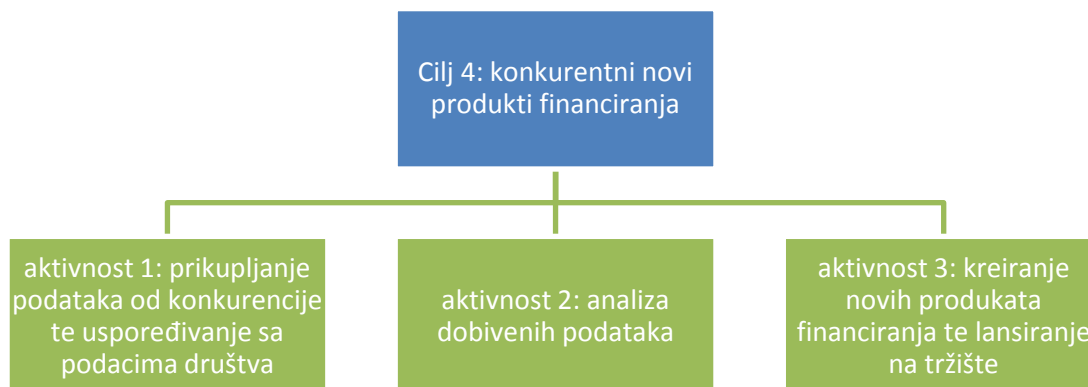 Cilj 4: konkurentni novi
produkti financiranja
aktivnost 1: prikupljanje
podataka od konkurencije
te uspoređivanje sa
podacima društva
aktivnost 2: analiza
dobivenih podataka
aktivnost 3: kreiranje
novih produkata
financiranja te lansiranje
na tržište